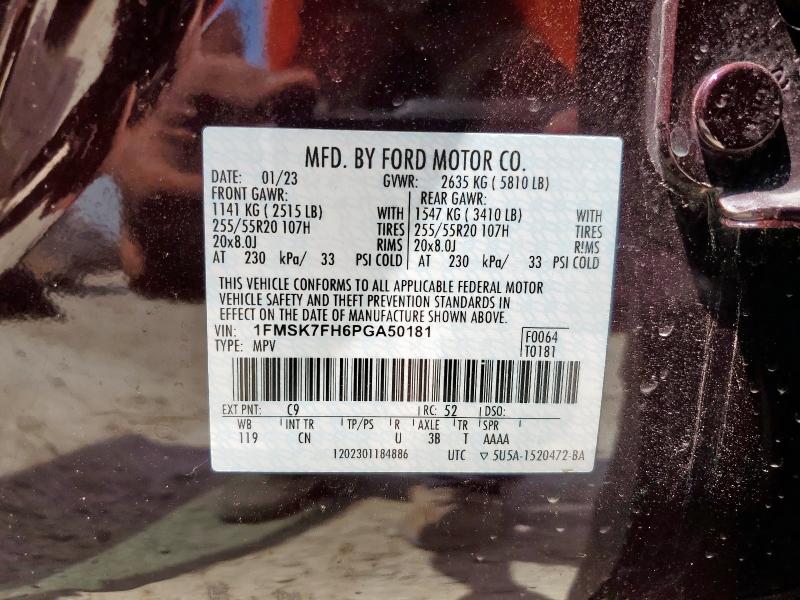 MFD. BY FORD MOTOR CO.
DATE: 01/23 GVWR: 2635 KG ( 5810 LB)
FRONT GAWR: REAR GAWR:
1141 KG ( 2515 LB) WITH 1547 KG ( 3410 LB) WITH
255/55R20 107H TIRES 255/55R20 107H TIRES
20x8.0J RIMS 20x8.0J RIMS
AT 230 kPa/ 33 PSI COLD AT 230 kPa/ 33 PSI COLD
THIS VEHICLE CONFORMS TO ALL APPLICABLE FEDERAL MOTOR
VEHICLE SAFETY AND THEFT PREVENTION STANDARDS IN
EFFECT ON THE DATE OF MANUFACTURE SHOWN ABOVE.
VIN: 1FMSK7FH6PGA50181 F0064
TYPE: MPV T0181
EXT PNT: C9 RC: 52 DSO:
WB INT TR TP/PS R AXLE TR SPR
119 CN U 3B T AAAA
1202301184886 UTC ▽ 5U5A-1520472-BA